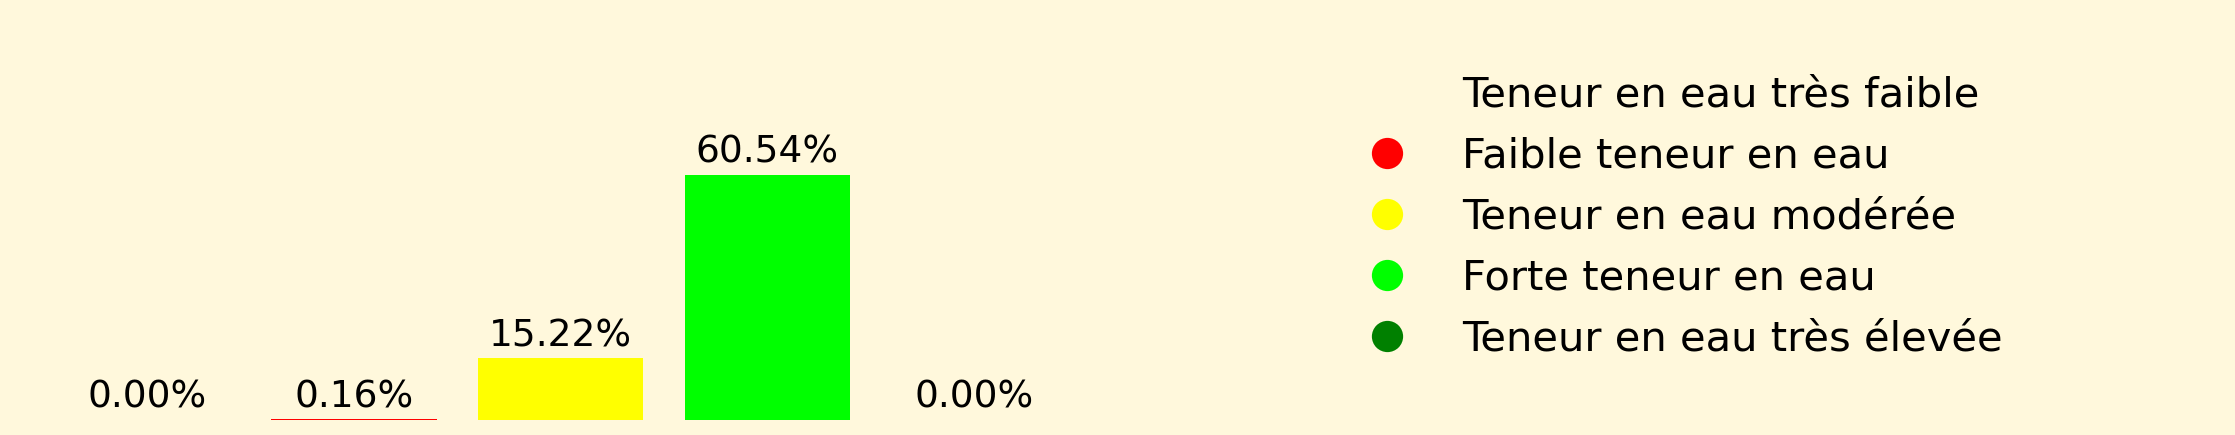 60.54%
15.22%
0.00%
0.16%
0.00%
Teneur en eau très faible
Faible teneur en eau
Teneur en eau modérée
Forte teneur en eau
Teneur en eau très élevée